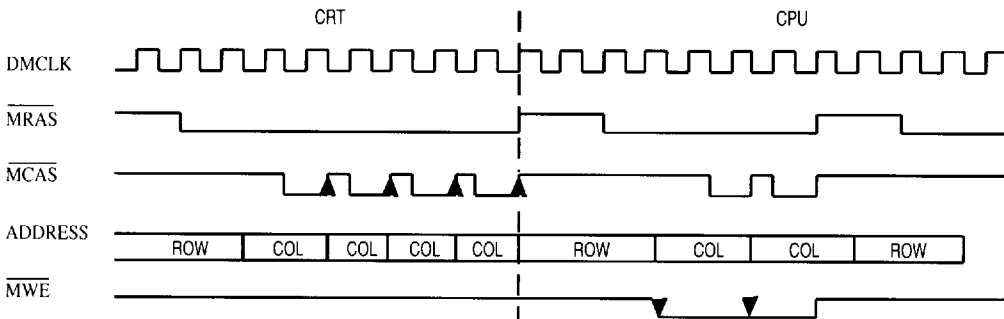 CRT CPU
DMCLK
MRAS
MCAS
ADDRESS ROW COL COL COL COL ROW COL COL ROW
MWE